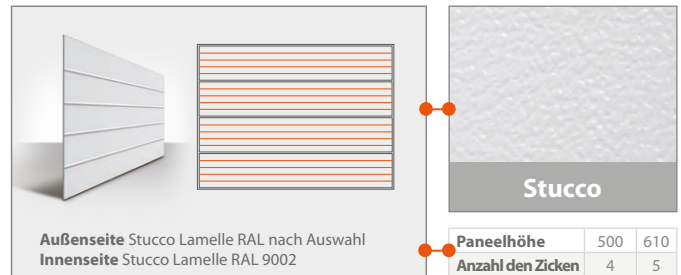 Stucco
Außenseite Stucco Lamelle RAL nach Auswahl
Innenseite Stucco Lamelle RAL 9002
Paneelhöhe 500 610
Anzahl den Zicken 4 5